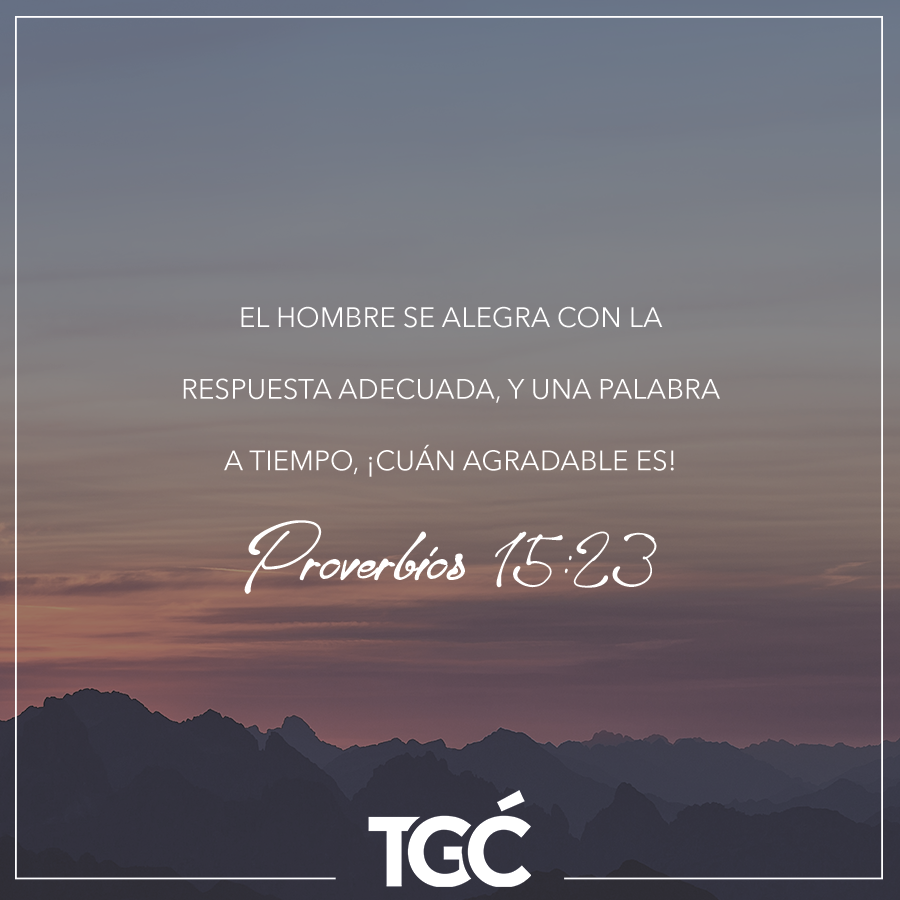 EL HOMBRE SE ALEGRA CON LA
RESPUESTA ADECUADA, Y UNA PALABRA
A TIEMPO, ¡CUÁN AGRADABLE ES!
Proverbios 15:23
TGĆ